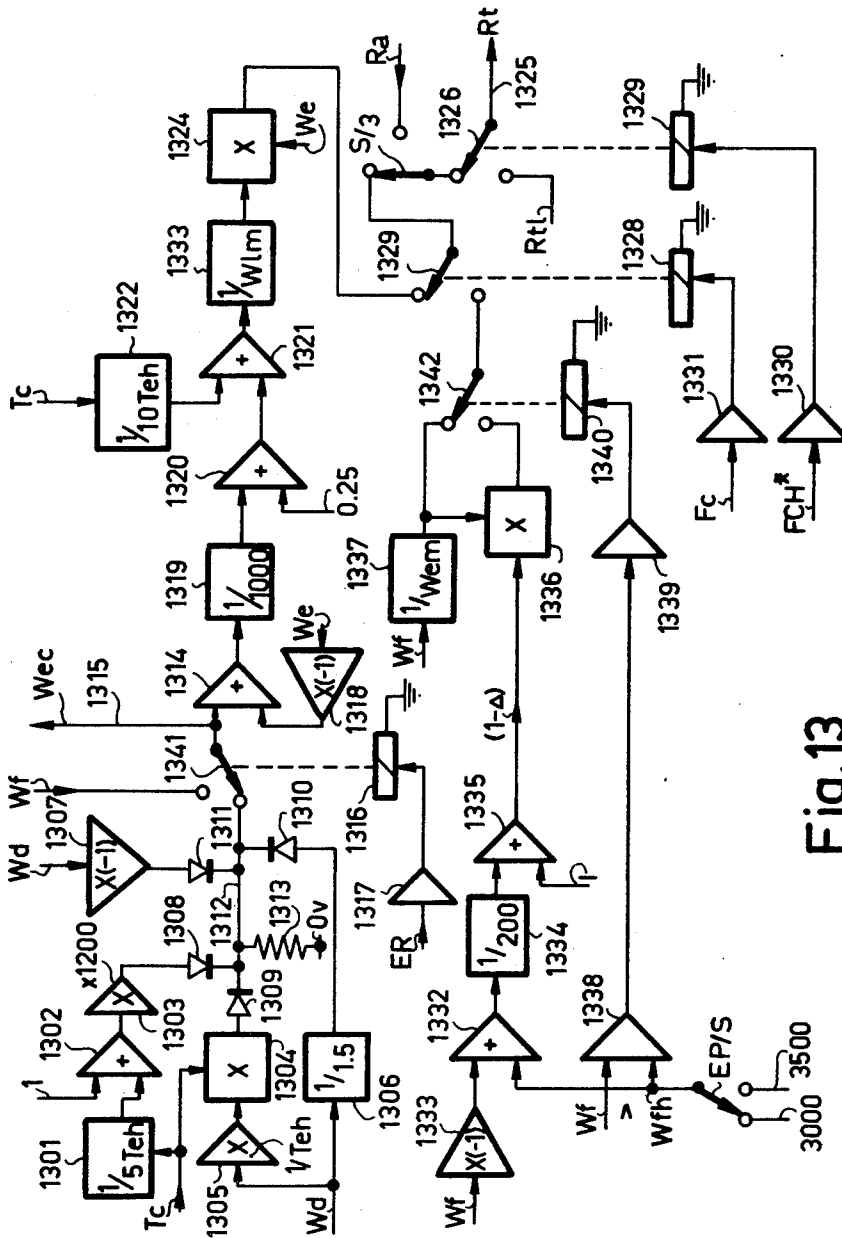 1301
1/5Teh
1
1302
x1200
X
1303
1308
Tc
1305
X
1/Teh
Wd
X
1304
1309
1/1.5
1306
Wd
X(-1)
1307
1311
1312
1313
0v
1310
Wf
1341
Wec
1315
1314
+
We
X(-1)
1318
1316
ER
1317
1/1000
1319
1320
+
0.25
Tc
1/10Teh
1322
1321
+
1/Wlm
1333
X
1324
We
Ra
S/3
1329
1326
Rt
1325
Rtl
1342
1340
1328
1329
Wf
1/Wem
1337
X
1336
(1-Δ)
1339
Fc
1331
FCH*
1330
Wf
X(-1)
1333
1332
+
1/200
1334
1335
+
1
Wf
^
Wfh
1338
EP/S
3000
3500
Fig.13